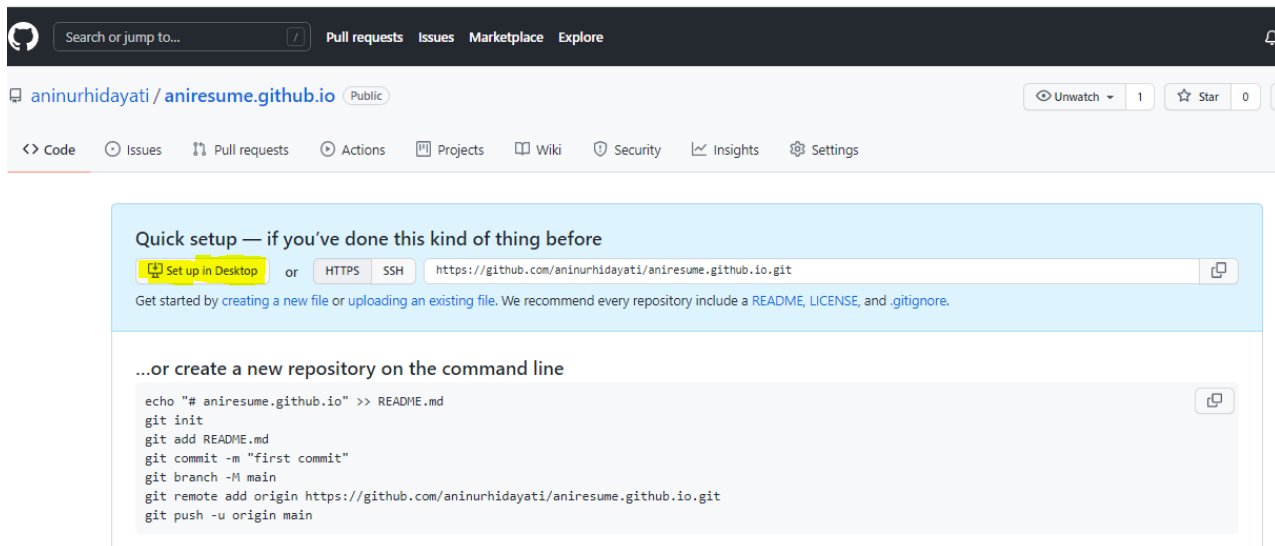 Search or jump to... / Pull requests Issues Marketplace Explore
aninurhidayati / aniresume.github.io Public Unwatch 1 Star 0
<> Code Issues Pull requests Actions Projects Wiki Security Insights Settings
Quick setup — if you've done this kind of thing before
Set up in Desktop or HTTPS SSH https://github.com/aninurhidayati/aniresume.github.io.git
Get started by creating a new file or uploading an existing file. We recommend every repository include a README, LICENSE, and .gitignore.
...or create a new repository on the command line
echo "# aniresume.github.io" >> README.md
git init
git add README.md
git commit -m "first commit"
git branch -M main
git remote add origin https://github.com/aninurhidayati/aniresume.github.io.git
git push -u origin main